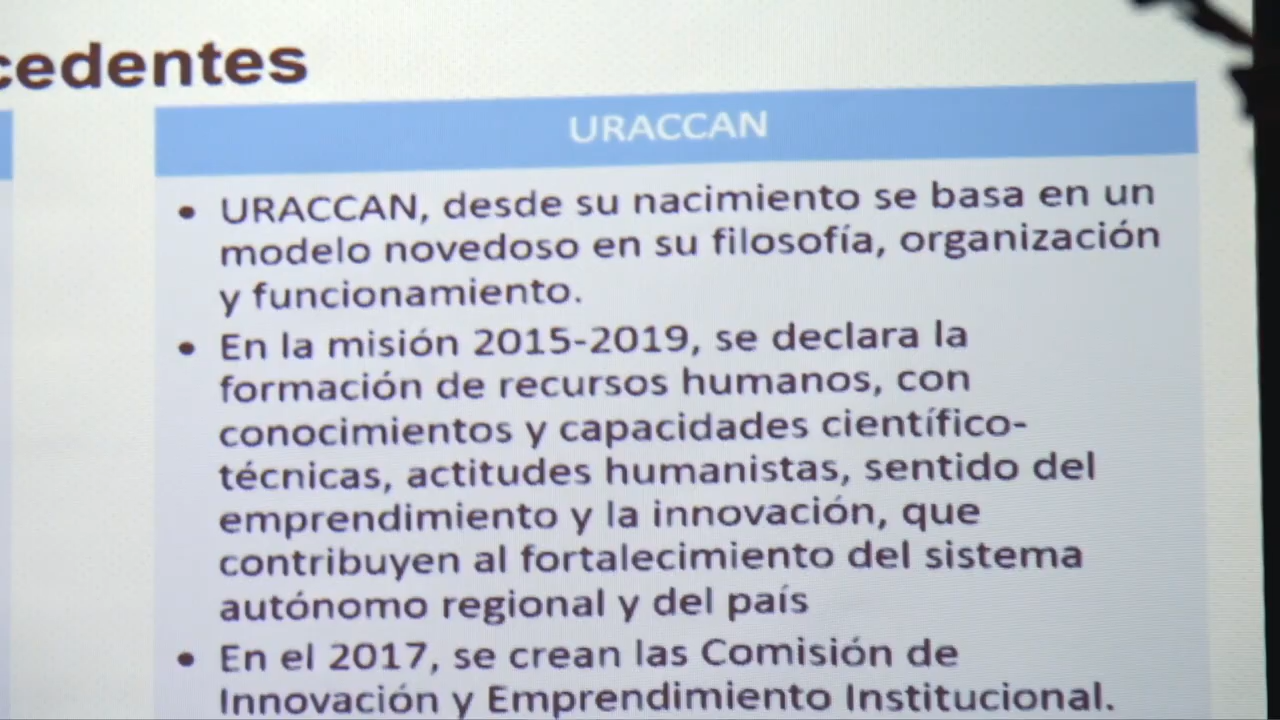 cedentes
URACCAN
• URACCAN, desde su nacimiento se basa en un
modelo novedoso en su filosofía, organización
y funcionamiento.
• En la misión 2015-2019, se declara la
formación de recursos humanos, con
conocimientos y capacidades científico-
técnicas, actitudes humanistas, sentido del
emprendimiento y la innovación, que
contribuyen al fortalecimiento del sistema
autónomo regional y del país
• En el 2017, se crean las Comisión de
Innovación y Emprendimiento Institucional.